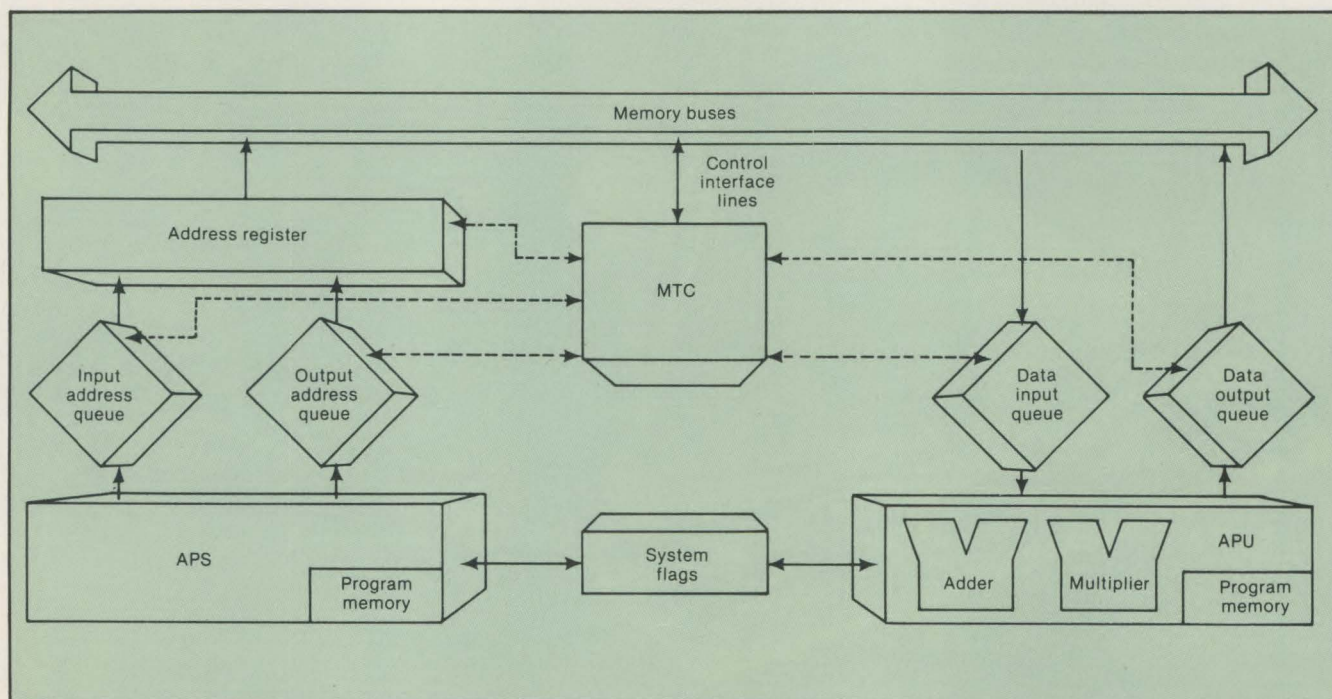 Memory buses
Control
interface
lines
Address register
MTC
Input
address
queue
Output
address
queue
Data
input
queue
Data
output
queue
APS
Program
memory
System
flags
Adder
Multiplier
APU
Program
memory